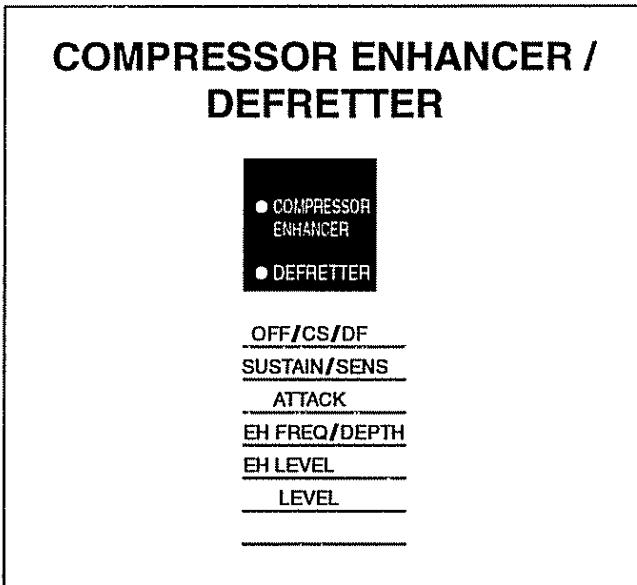 COMPRESSOR ENHANCER /
DEFRETTER
COMPRESSOR
ENHANCER
DEFRETTER
OFF/CS/DF
SUSTAIN/SENS
ATTACK
EH FREQ/DEPTH
EH LEVEL
LEVEL